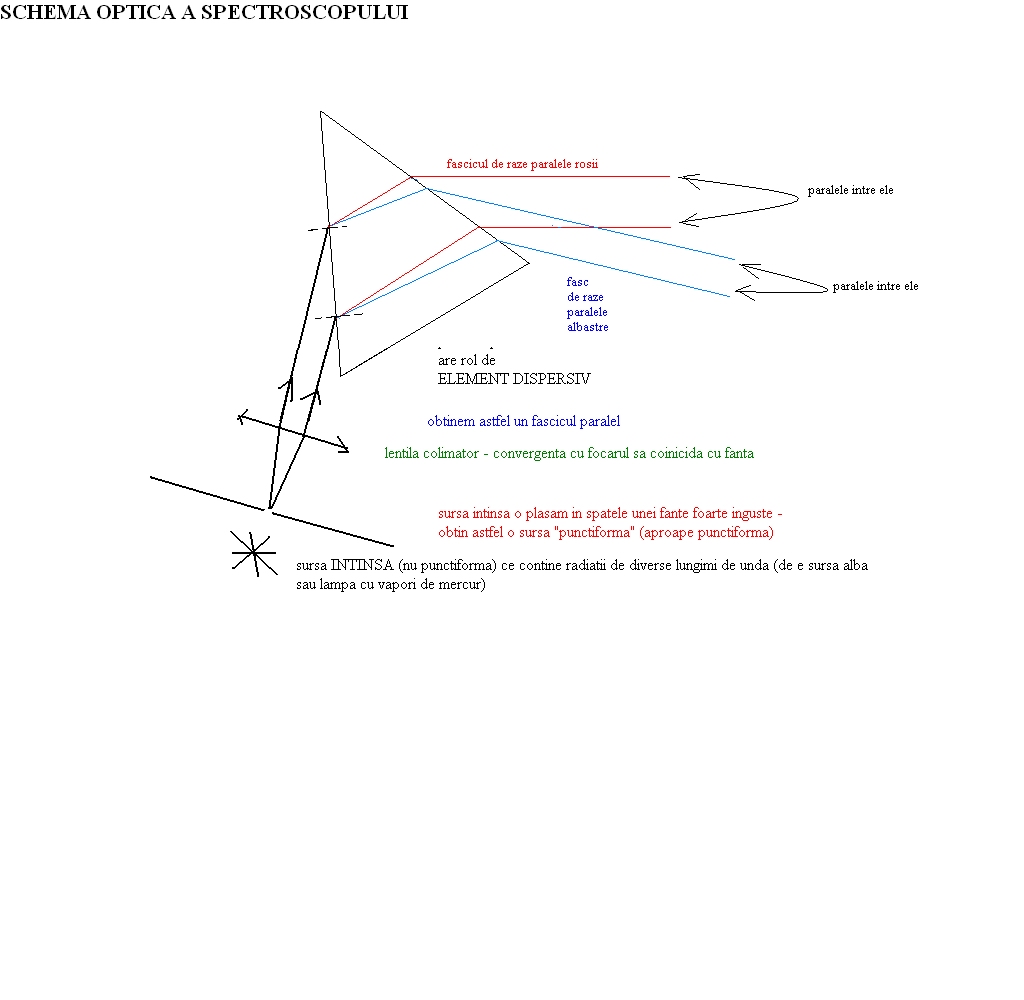 SCHEMA OPTICA A SPECTROSCOPULUI
fascicul de raze paralele rosii
paralele intre ele
fasc
de raze
paralele
albastre
paralele intre ele
are rol de
ELEMENT DISPERSIV
obtinem astfel un fascicul paralel
lentila colimator - convergenta cu focarul sa coinicida cu fanta
sursa intinsa o plasam in spatele unei fante foarte inguste -
obtin astfel o sursa "punctiforma" (aproape punctiforma)
sursa INTINSA (nu punctiforma) ce contine radiatii de diverse lungimi de unda (de e sursa alba
sau lampa cu vapori de mercur)